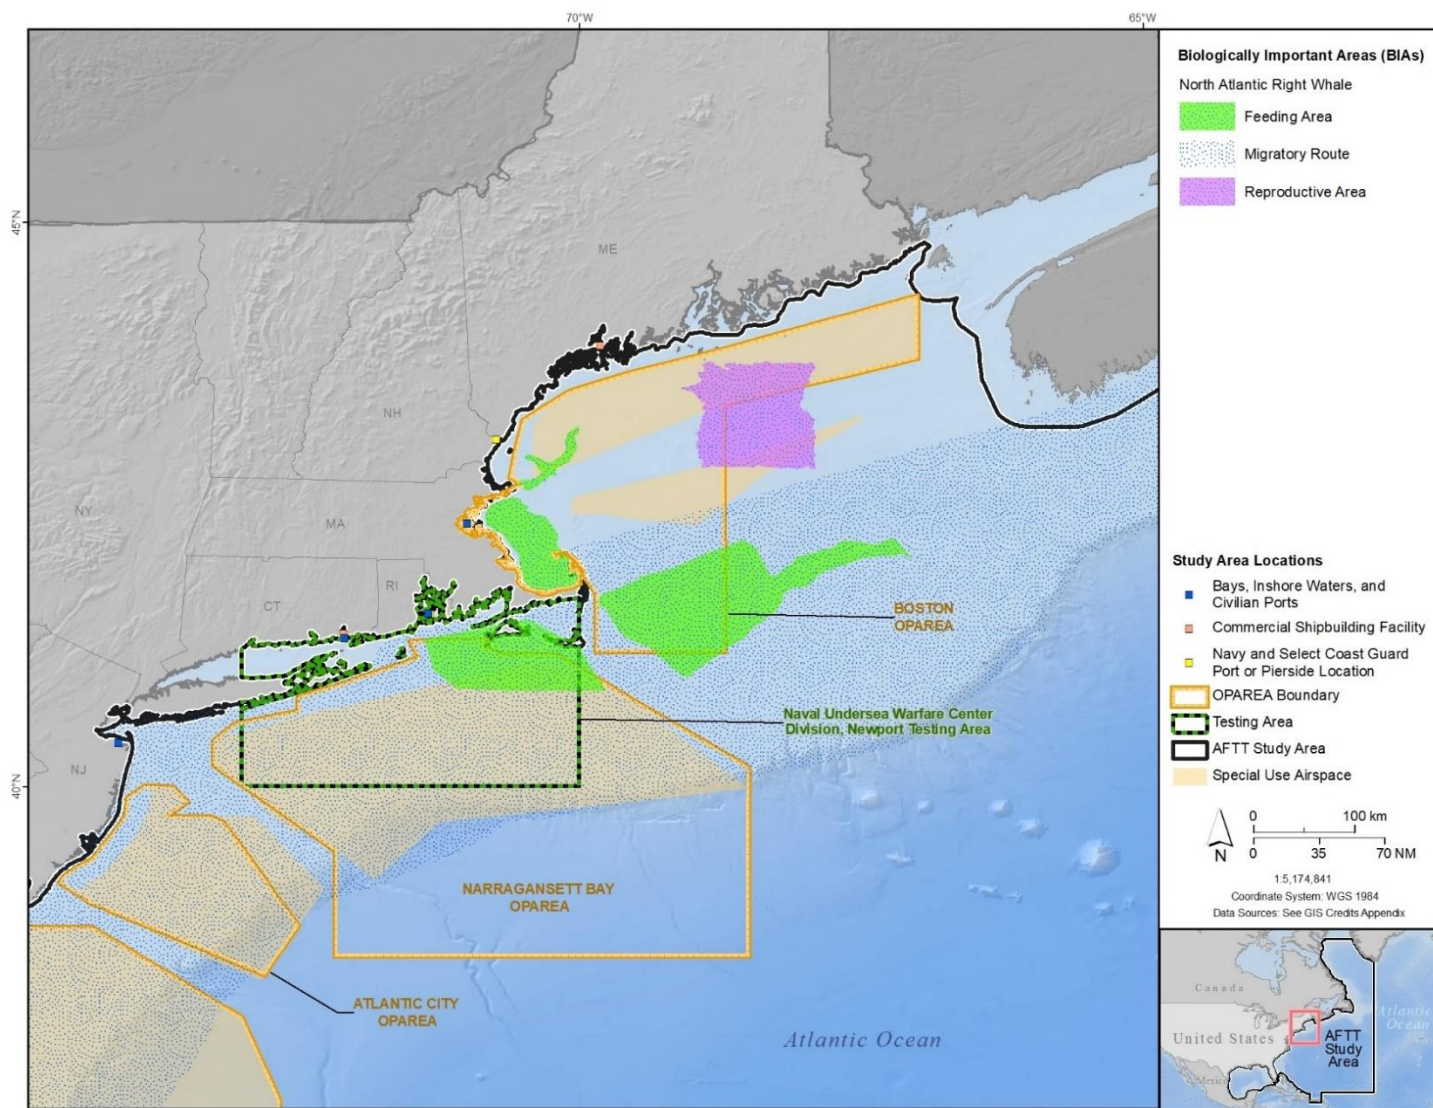 70°W
65°W
45°N
40°N
ME
NH
NY
MA
RI
CT
NJ
BOSTON
OPAREA
Naval Undersea Warfare Center
Division, Newport Testing Area
NARRAGANSETT BAY
OPAREA
ATLANTIC CITY
OPAREA
Atlantic Ocean
Biologically Important Areas (BIAs)
North Atlantic Right Whale
Feeding Area
Migratory Route
Reproductive Area
Study Area Locations
Bays, Inshore Waters, and
Civilian Ports
Commercial Shipbuilding Facility
Navy and Select Coast Guard
Port or Pierside Location
OPAREA Boundary
Testing Area
AFTT Study Area
Special Use Airspace
N
0 100 km
0 35 70 NM
1:5,174,841
Coordinate System: WGS 1984
Data Sources: See GIS Credits Appendix
Canada
United States
Mexico
Atlantic
Ocean
AFTT
Study
Area